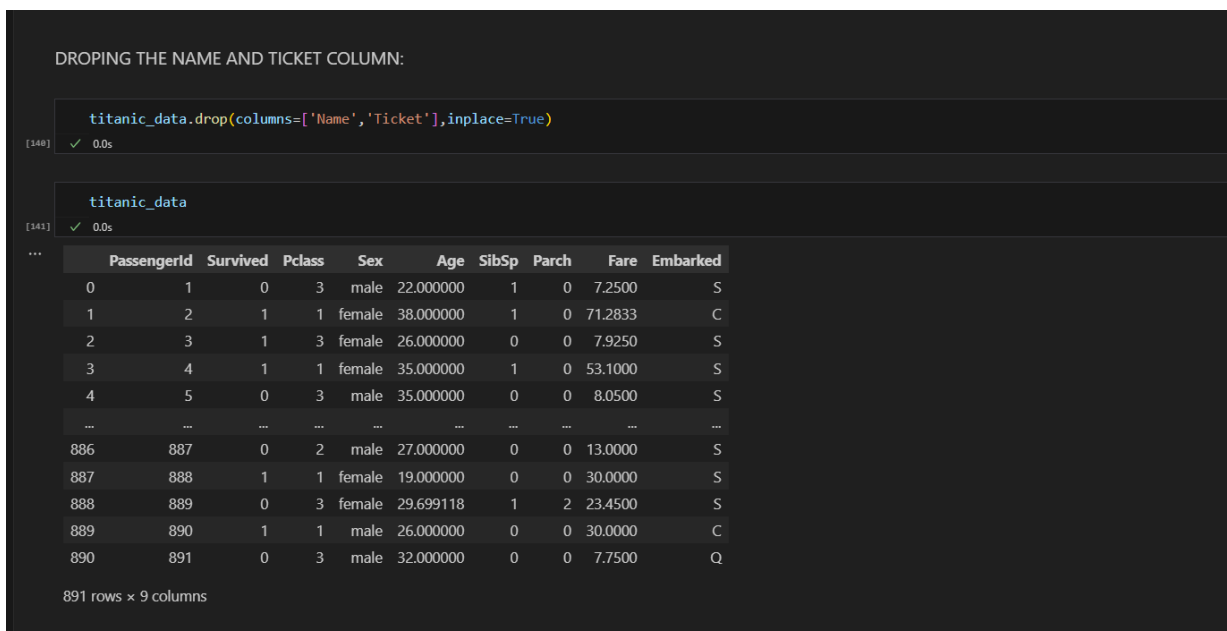 DROPING THE NAME AND TICKET COLUMN:
titanic_data.drop(columns=['Name','Ticket'],inplace=True)
[140] ✓ 0.0s
titanic_data
[141] ✓ 0.0s
...
PassengerId Survived Pclass Sex Age SibSp Parch Fare Embarked
0 1 0 3 male 22.000000 1 0 7.2500 S
1 2 1 1 female 38.000000 1 0 71.2833 C
2 3 1 3 female 26.000000 0 0 7.9250 S
3 4 1 1 female 35.000000 1 0 53.1000 S
4 5 0 3 male 35.000000 0 0 8.0500 S
... ... ... ... ... ... ... ... ... ...
886 887 0 2 male 27.000000 0 0 13.0000 S
887 888 1 1 female 19.000000 0 0 30.0000 S
888 889 0 3 female 29.699118 1 2 23.4500 S
889 890 1 1 male 26.000000 0 0 30.0000 C
890 891 0 3 male 32.000000 0 0 7.7500 Q
891 rows × 9 columns